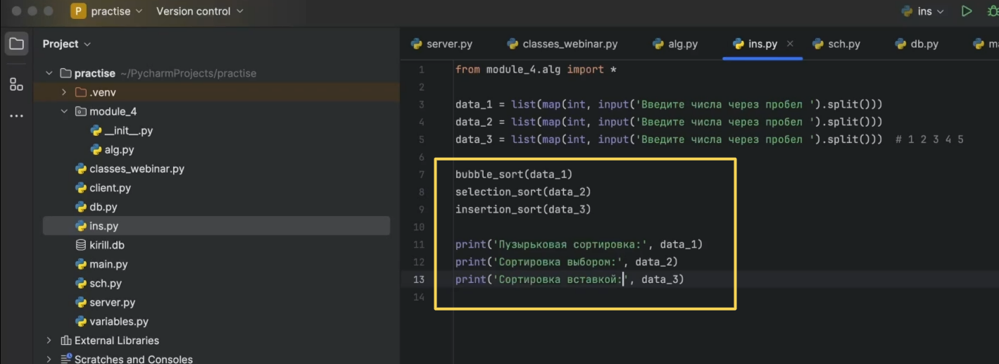 P practise Version control ins
Project
server.py classes_webinar.py alg.py ins.py sch.py db.py
practise ~/PycharmProjects/practise
.venv
module_4
__init__.py
alg.py
classes_webinar.py
client.py
db.py
ins.py
kirill.db
main.py
sch.py
server.py
variables.py
External Libraries
Scratches and Consoles
1 from module_4.alg import *
2
3 data_1 = list(map(int, input('Введите числа через пробел ').split()))
4 data_2 = list(map(int, input('Введите числа через пробел ').split()))
5 data_3 = list(map(int, input('Введите числа через пробел ').split())) # 1 2 3 4 5
6
7 bubble_sort(data_1)
8 selection_sort(data_2)
9 insertion_sort(data_3)
10
11 print('Пузырьковая сортировка:', data_1)
12 print('Сортировка выбором:', data_2)
13 print('Сортировка вставкой:', data_3)
14